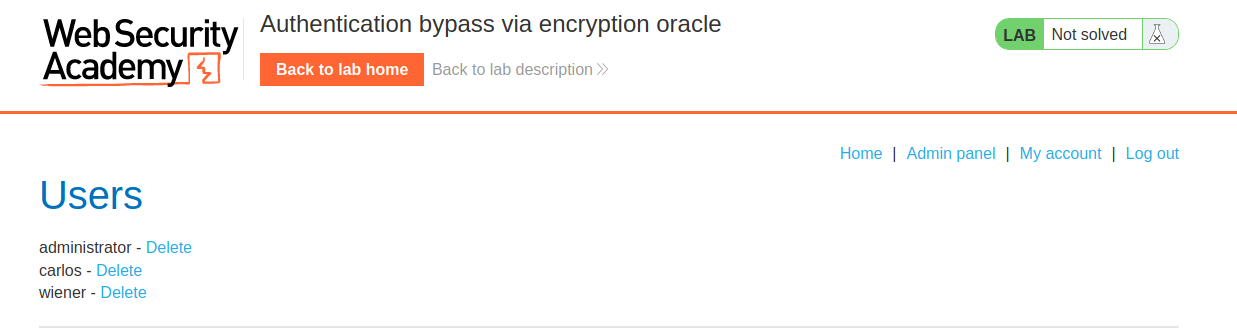 Web Security
Academy
Authentication bypass via encryption oracle
Back to lab home
Back to lab description
LAB
Not solved
Home | Admin panel | My account | Log out
Users
administrator - Delete
carlos - Delete
wiener - Delete